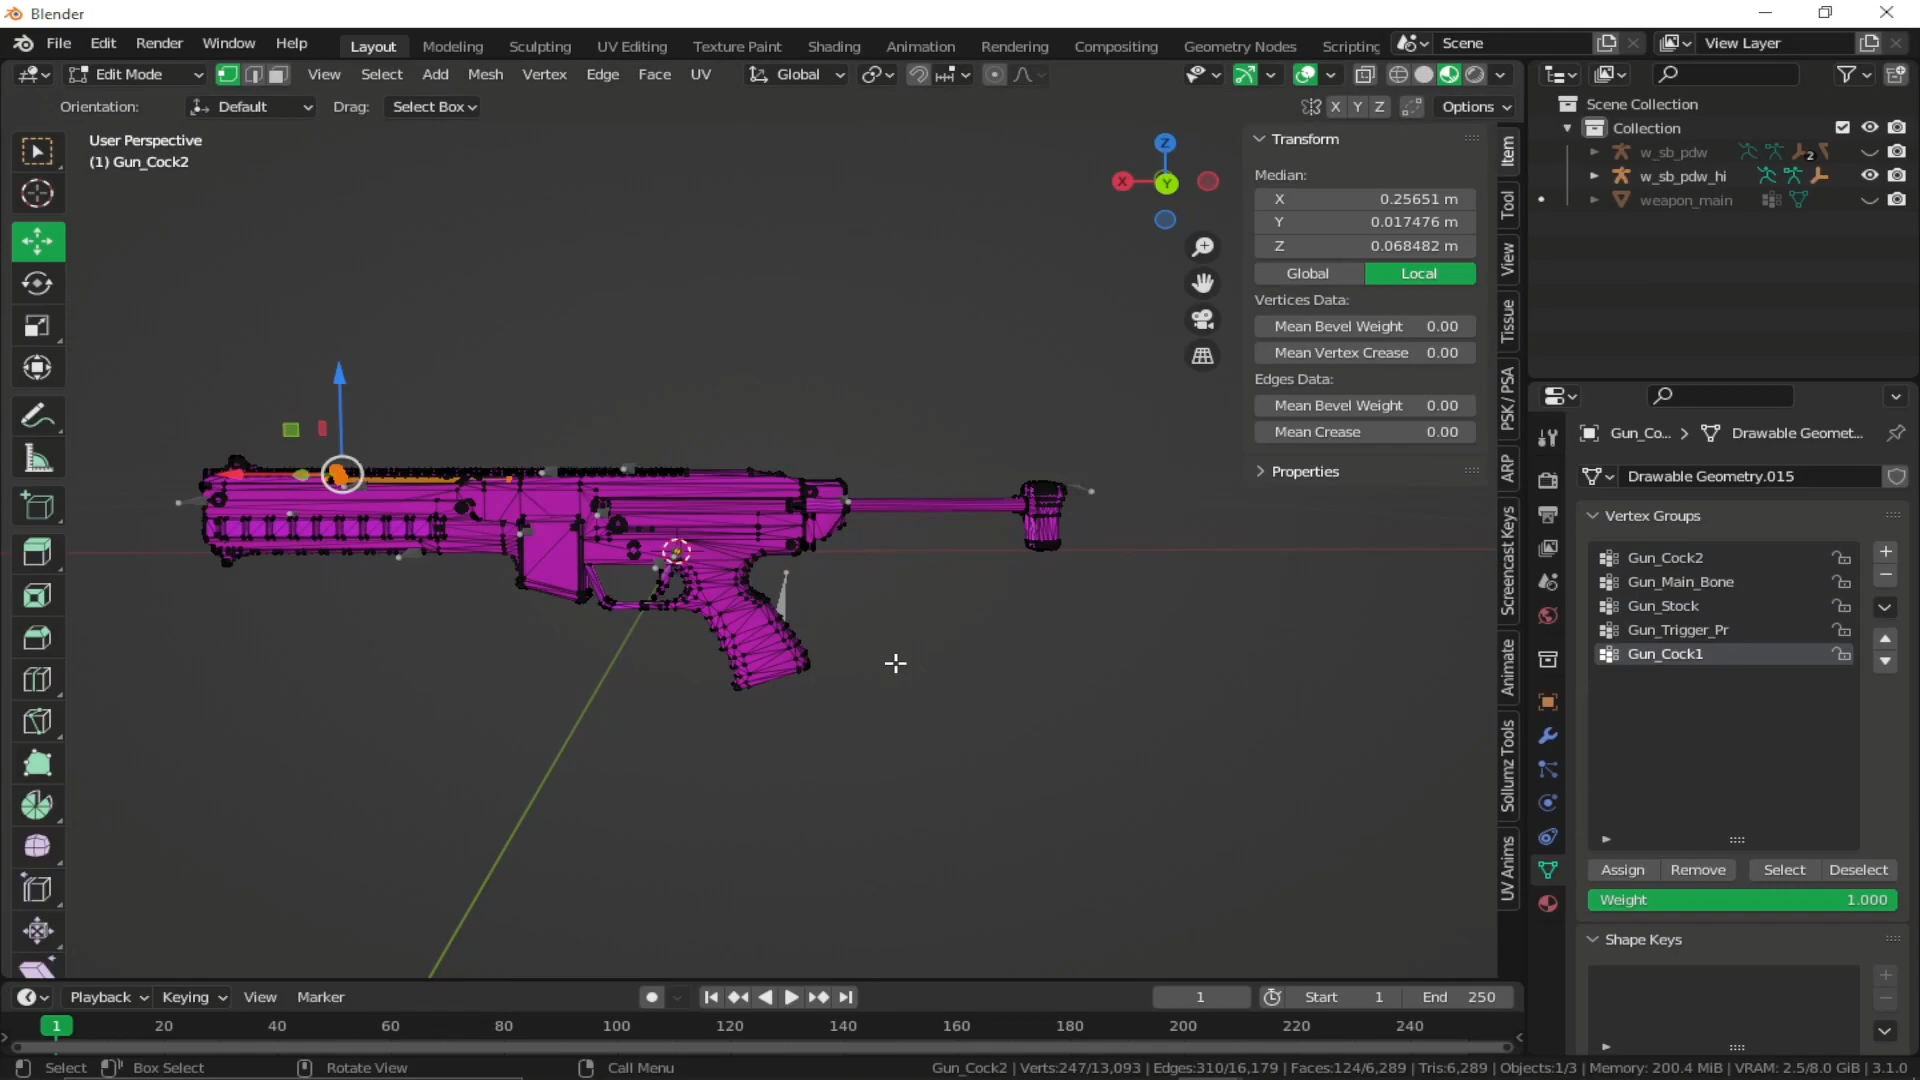 Blender
File Edit Render Window Help Layout Modeling Sculpting UV Editing Texture Paint Shading Animation Rendering Compositing Geometry Nodes Scripting Scene View Layer
Edit Mode View Select Add Mesh Vertex Edge Face UV Global
Orientation: Default Drag: Select Box X Y Z Options
User Perspective
(1) Gun_Cock2
Z
X
Y
Transform
Median:
X 0.25651 m
Y 0.017476 m
Z 0.068482 m
Global Local
Vertices Data:
Mean Bevel Weight 0.00
Mean Vertex Crease 0.00
Edges Data:
Mean Bevel Weight 0.00
Mean Crease 0.00
Properties
Item
Tool
View
Tissue
PSK / PSA
ARP
Screencast Keys
Animate
Sollumz Tools
UV Anims
Scene Collection
Collection
w_sb_pdw 2
w_sb_pdw_hi
weapon_main
Gun_Co... Drawable Geomet...
Drawable Geometry.015
Vertex Groups
Gun_Cock2
Gun_Main_Bone
Gun_Stock
Gun_Trigger_Pr
Gun_Cock1
Assign Remove Select Deselect
Weight 1.000
Shape Keys
Playback Keying View Marker 1 Start 1 End 250
1 20 40 60 80 100 120 140 160 180 200 220 240
Select Box Select Rotate View Call Menu Gun_Cock2 | Verts:247/13,093 | Edges:310/16,179 | Faces:124/6,289 | Tris:6,289 | Objects:1/3 | Memory: 200.4 MiB | VRAM: 2.5/8.0 GiB | 3.1.0